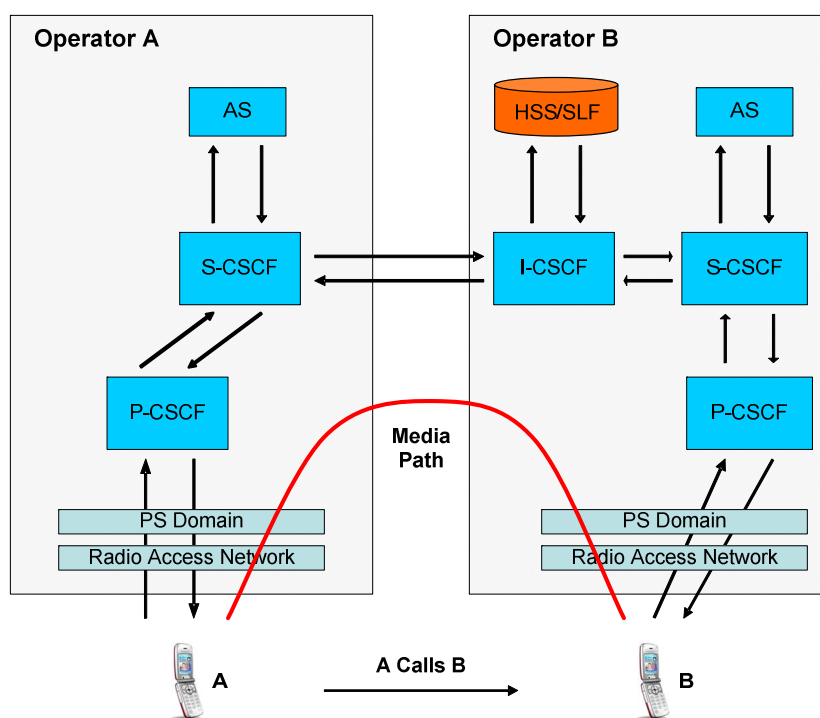 Operator A
Operator B
AS
HSS/SLF
AS
S-CSCF
I-CSCF
S-CSCF
P-CSCF
P-CSCF
Media
Path
PS Domain
PS Domain
Radio Access Network
Radio Access Network
A Calls B
A
B